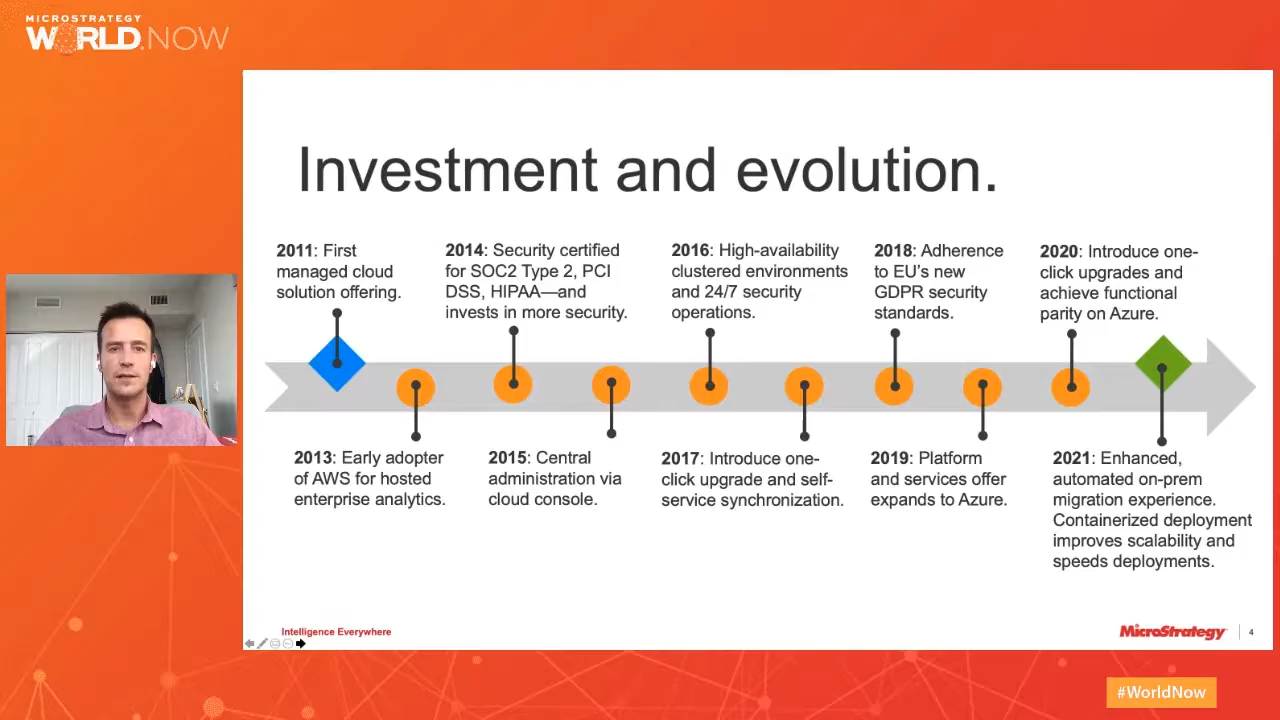 MICROSTRATEGY
WORLD.NOW
Investment and evolution.
2011: First
managed cloud
solution offering.
2014: Security certified
for SOC2 Type 2, PCI
DSS, HIPAA—and
invests in more security.
2016: High-availability
clustered environments
and 24/7 security
operations.
2018: Adherence
to EU's new
GDPR security
standards.
2020: Introduce one-
click upgrades and
achieve functional
parity on Azure.
2013: Early adopter
of AWS for hosted
enterprise analytics.
2015: Central
administration via
cloud console.
2017: Introduce one-
click upgrade and self-
service synchronization.
2019: Platform
and services offer
expands to Azure.
2021: Enhanced,
automated on-prem
migration experience.
Containerized deployment
improves scalability and
speeds deployments.
Intelligence Everywhere
MicroStrategy
4
#WorldNow